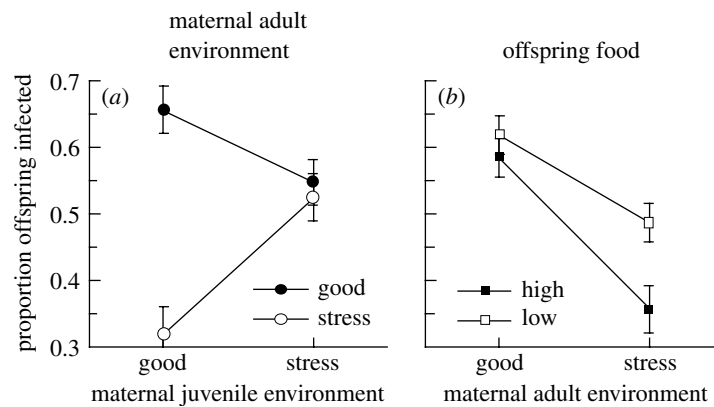 maternal adult
environment
offspring food
proportion offspring infected
0.7
0.6
0.5
0.4
0.3
(a)
good
stress
good
stress
maternal juvenile environment
(b)
high
low
good
stress
maternal adult environment